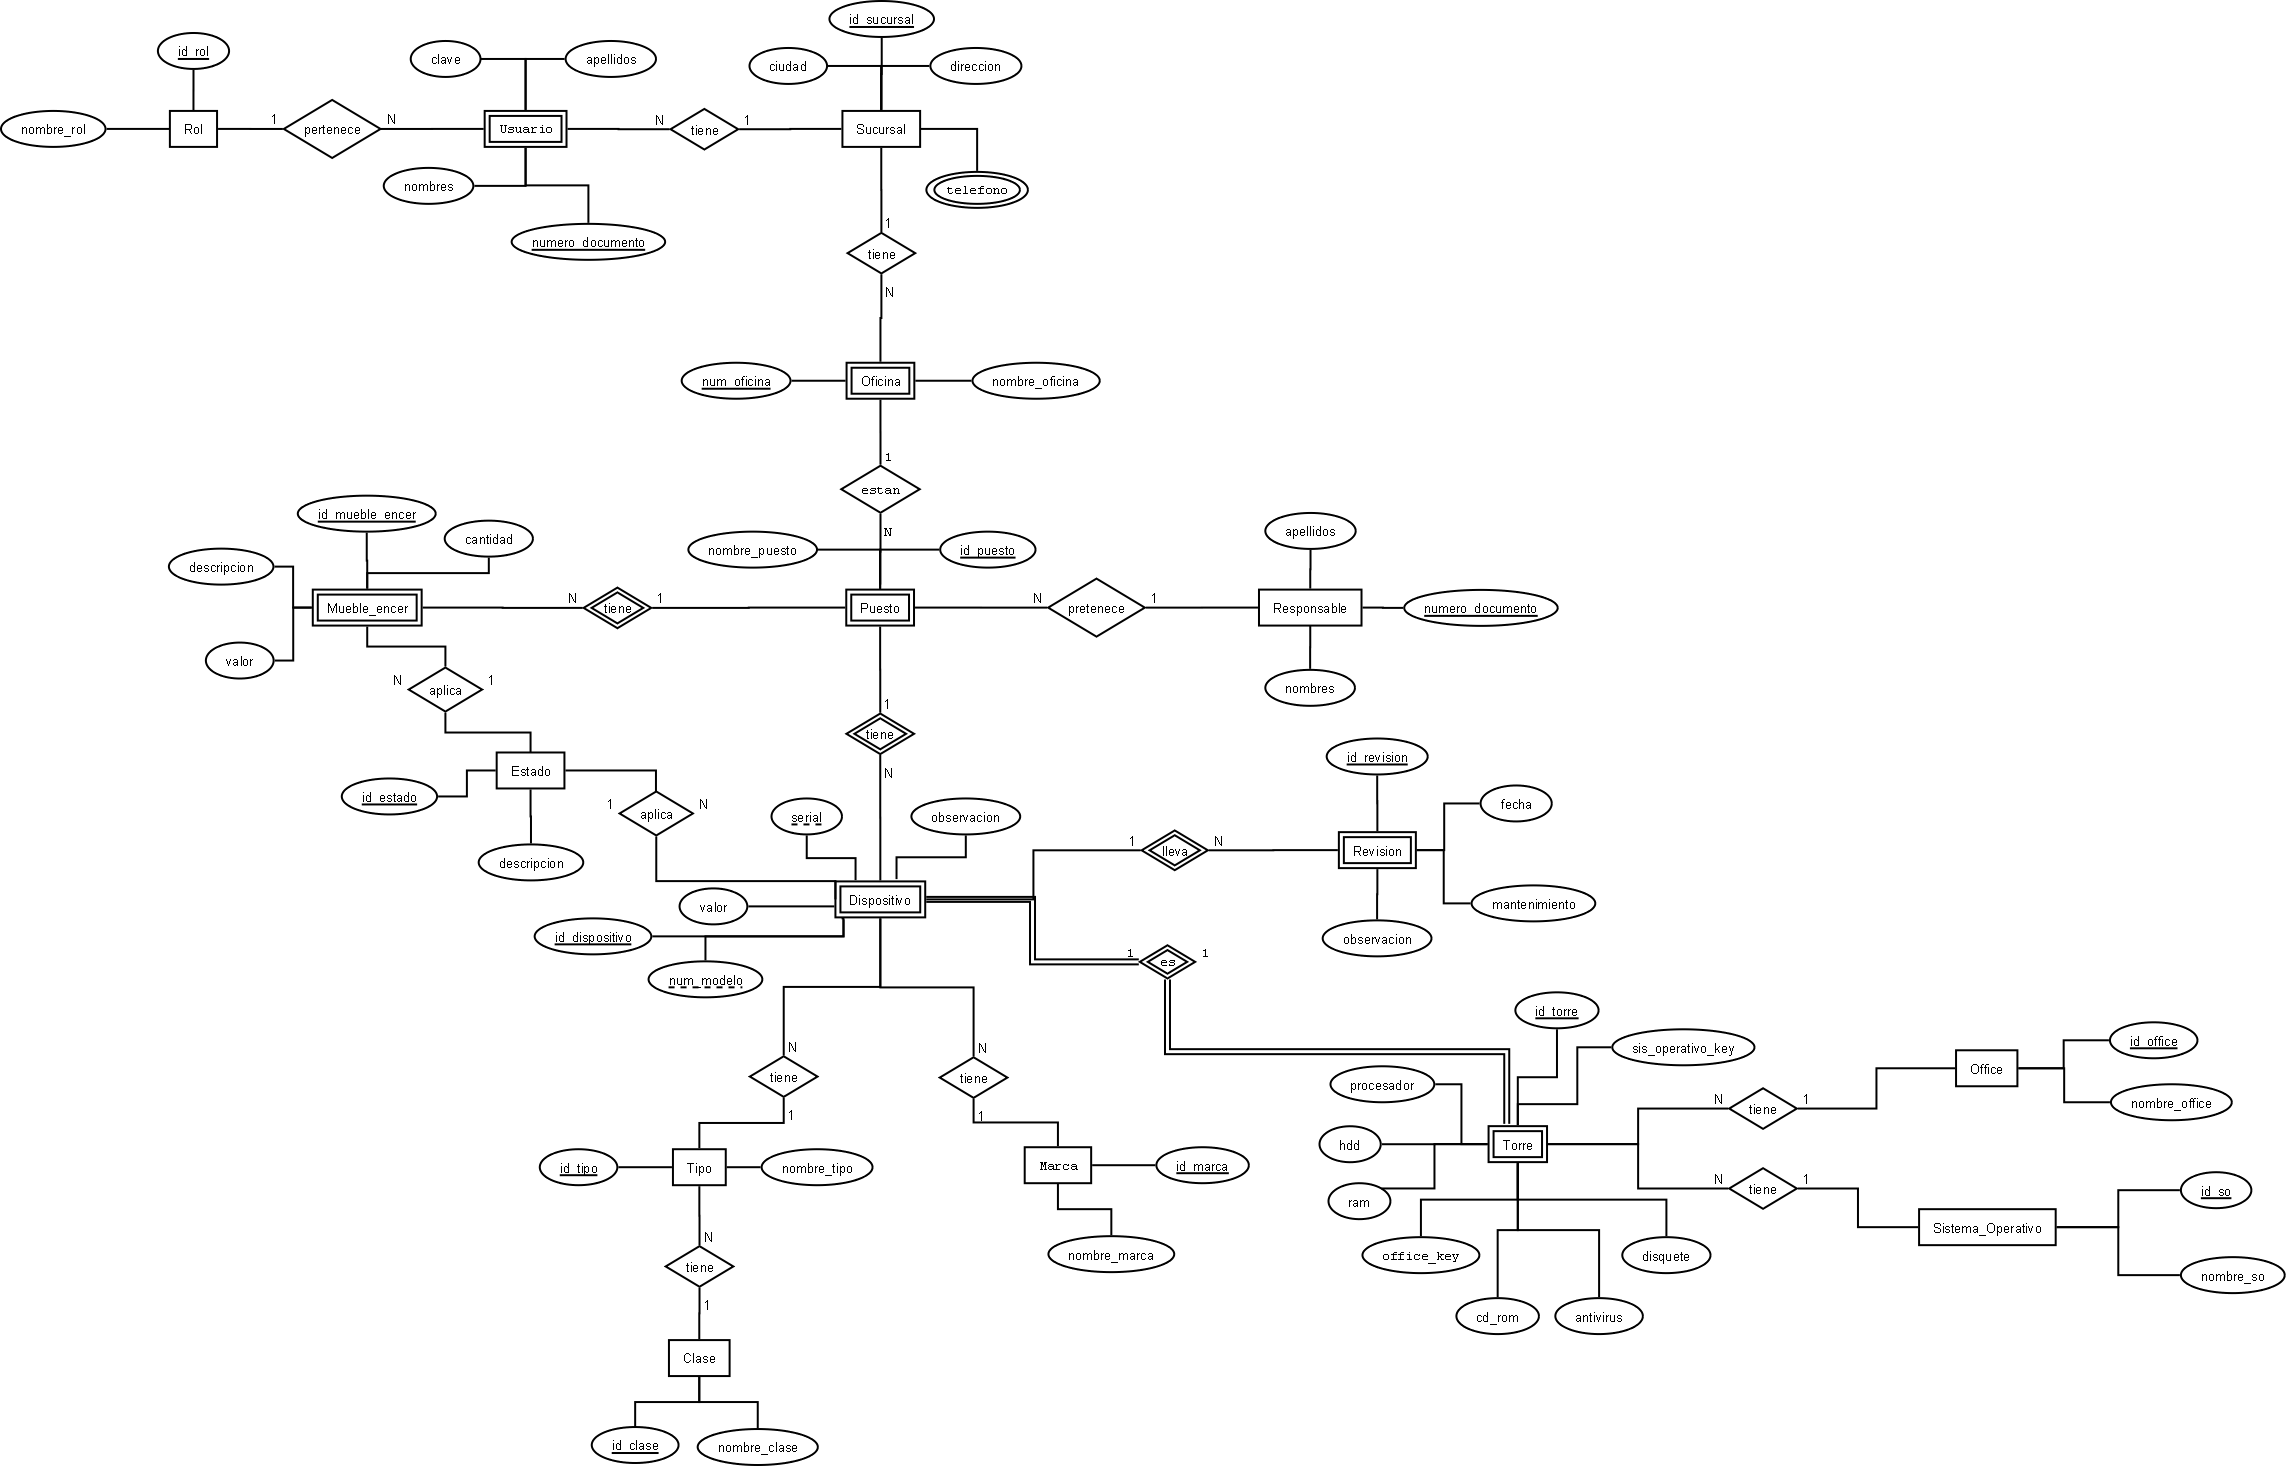 id_sucursal
id_rol
clave
apellidos
ciudad
direccion
nombre_rol
Rol
1
pertenece
N
Usuario
N
tiene
1
Sucursal
nombres
telefono
numero_documento
1
tiene
N
num_oficina
Oficina
nombre_oficina
1
estan
N
id_mueble_encer
cantidad
nombre_puesto
id_puesto
apellidos
descripcion
Mueble_encer
N
tiene
1
Puesto
N
pretenece
1
Responsable
numero_documento
valor
N
aplica
1
nombres
1
tiene
N
id_revision
Estado
id_estado
1
aplica
N
descripcion
serial
observacion
fecha
1
lleva
N
Revision
valor
Dispositivo
mantenimiento
id_dispositivo
num_modelo
observacion
1
es
1
id_torre
sis_operativo_key
id_office
Office
nombre_office
N
tiene
1
N
tiene
1
procesador
N
tiene
1
hdd
Torre
N
tiene
1
ram
id_so
Sistema_Operativo
nombre_so
id_tipo
Tipo
nombre_tipo
Marca
id_marca
nombre_marca
office_key
disquete
cd_rom
antivirus
N
tiene
1
Clase
id_clase
nombre_clase